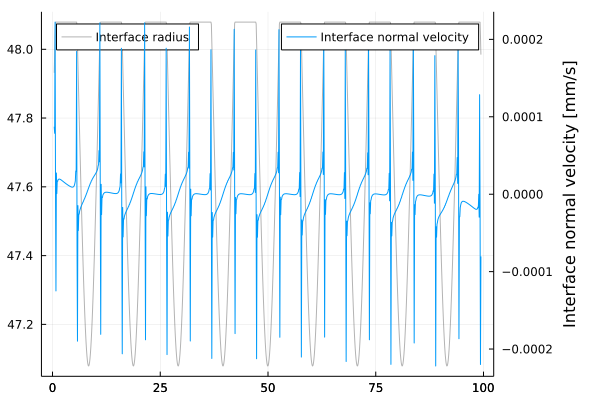 Interface radius
Interface normal velocity
48.0
47.8
47.6
47.4
47.2
0.0002
0.0001
0.0000
−0.0001
−0.0002
Interface normal velocity [mm/s]
0 25 50 75 100